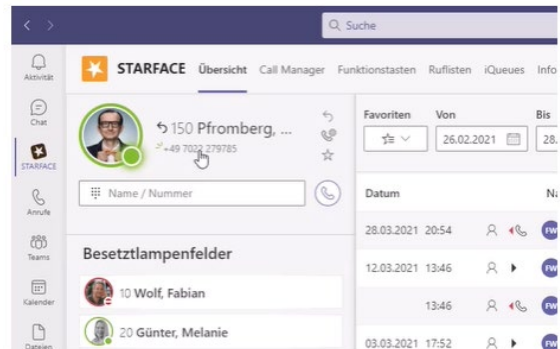 Suche
Aktivität
Chat
STARFACE
Anrufe
Teams
Kalender
Dateien
STARFACE Übersicht Call Manager Funktionstasten Ruflisten iQueues Info
150 Pfromberg, ...
+49 7022 279785
Name / Nummer
Besetztlampenfelder
10 Wolf, Fabian
20 Günter, Melanie
Favoriten Von Bis
26.02.2021 28.
Datum Na
28.03.2021 20:54 FW
12.03.2021 13:46 FW
13:46 FW
03.03.2021 17:52 FW